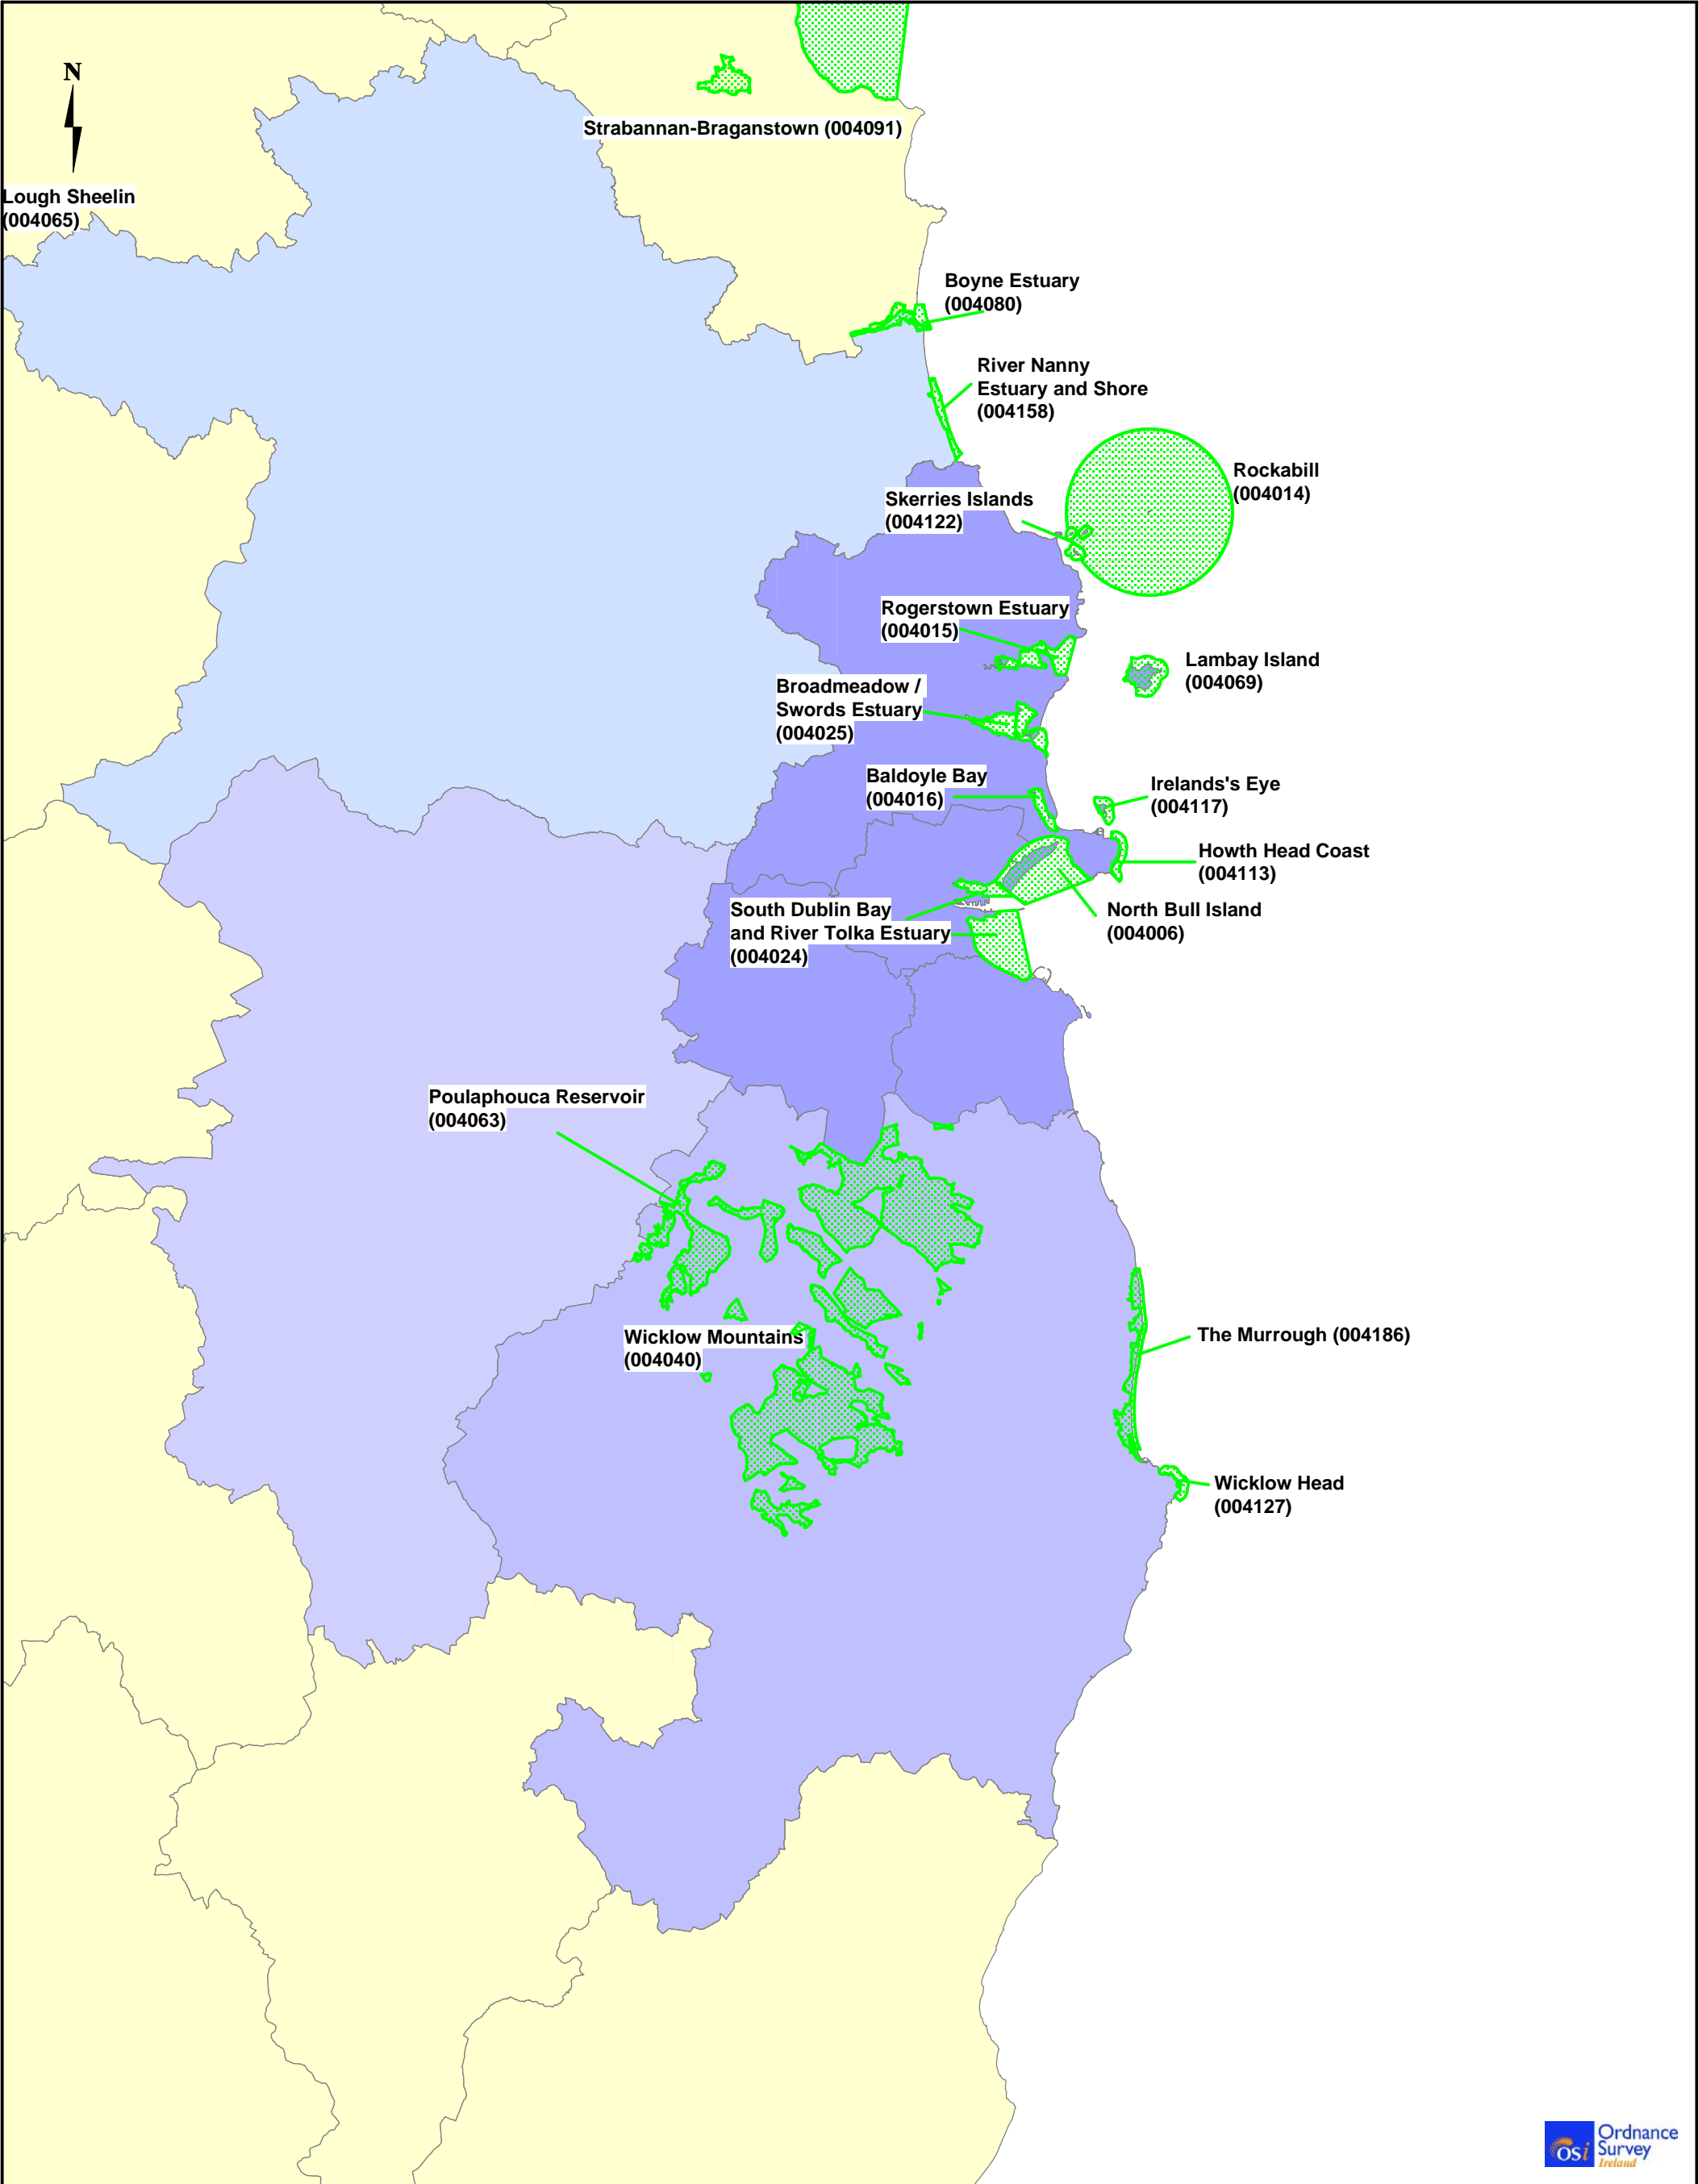 N
Strabannan-Braganstown (004091)
Lough Sheelin
(004065)
Boyne Estuary
(004080)
River Nanny
Estuary and Shore
(004158)
Rockabill
(004014)
Skerries Islands
(004122)
Rogerstown Estuary
(004015)
Lambay Island
(004069)
Broadmeadow /
Swords Estuary
(004025)
Baldoyle Bay
(004016)
Irelands's Eye
(004117)
Howth Head Coast
(004113)
South Dublin Bay
and River Tolka Estuary
(004024)
North Bull Island
(004006)
Poulaphouca Reservoir
(004063)
Wicklow Mountains
(004040)
The Murrough (004186)
Wicklow Head
(004127)
osi
Ordnance
Survey
Ireland